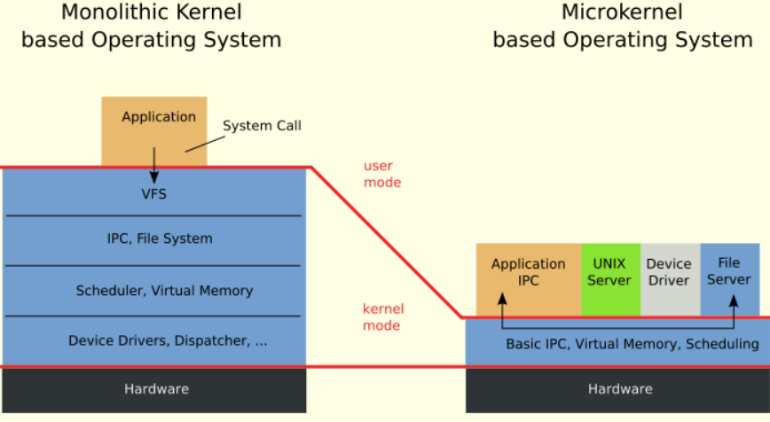 Monolithic Kernel
based Operating System
Microkernel
based Operating System
Application
System Call
VFS
IPC, File System
Scheduler, Virtual Memory
Device Drivers, Dispatcher, ...
Hardware
user
mode
kernel
mode
Application
IPC
UNIX
Server
Device
Driver
File
Server
Basic IPC, Virtual Memory, Scheduling
Hardware